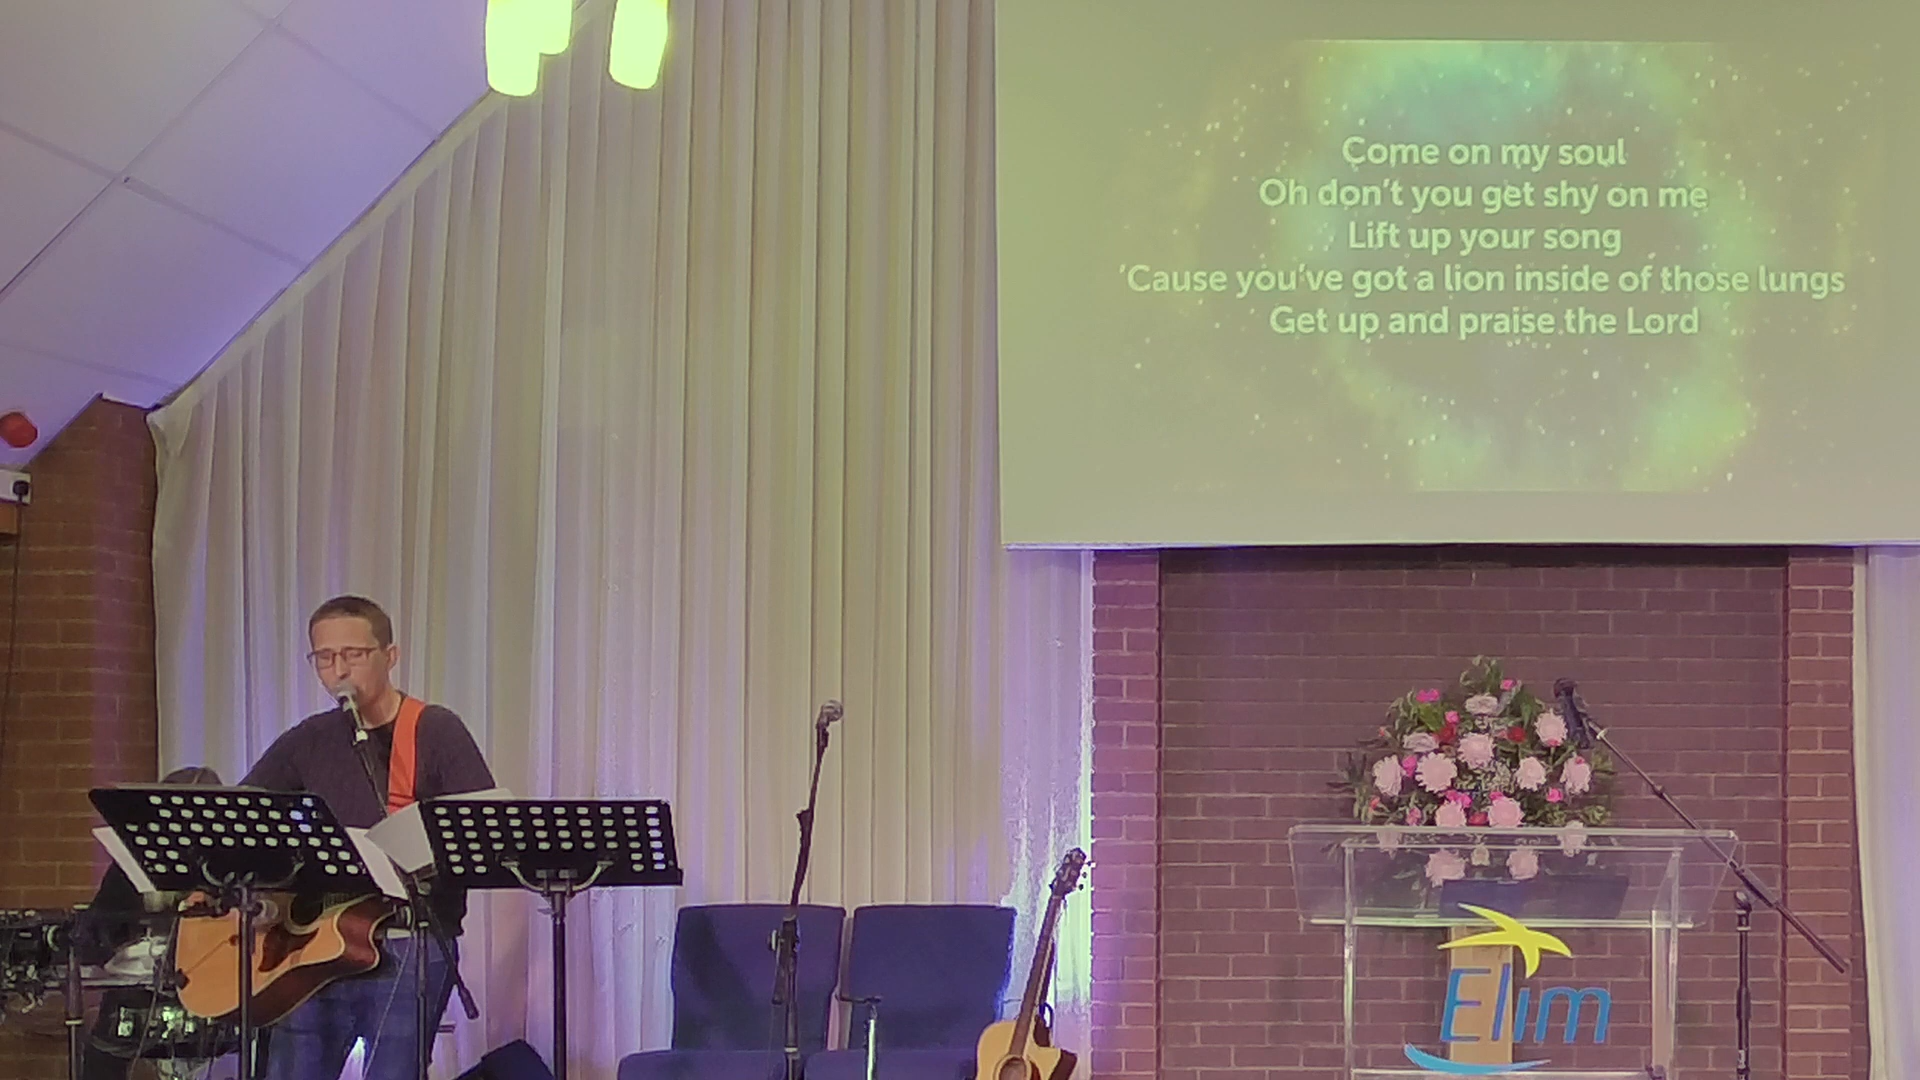 Come on my soul
Oh don't you get shy on me
Lift up your song
'Cause you've got a lion inside of those lungs
Get up and praise the Lord
Elim